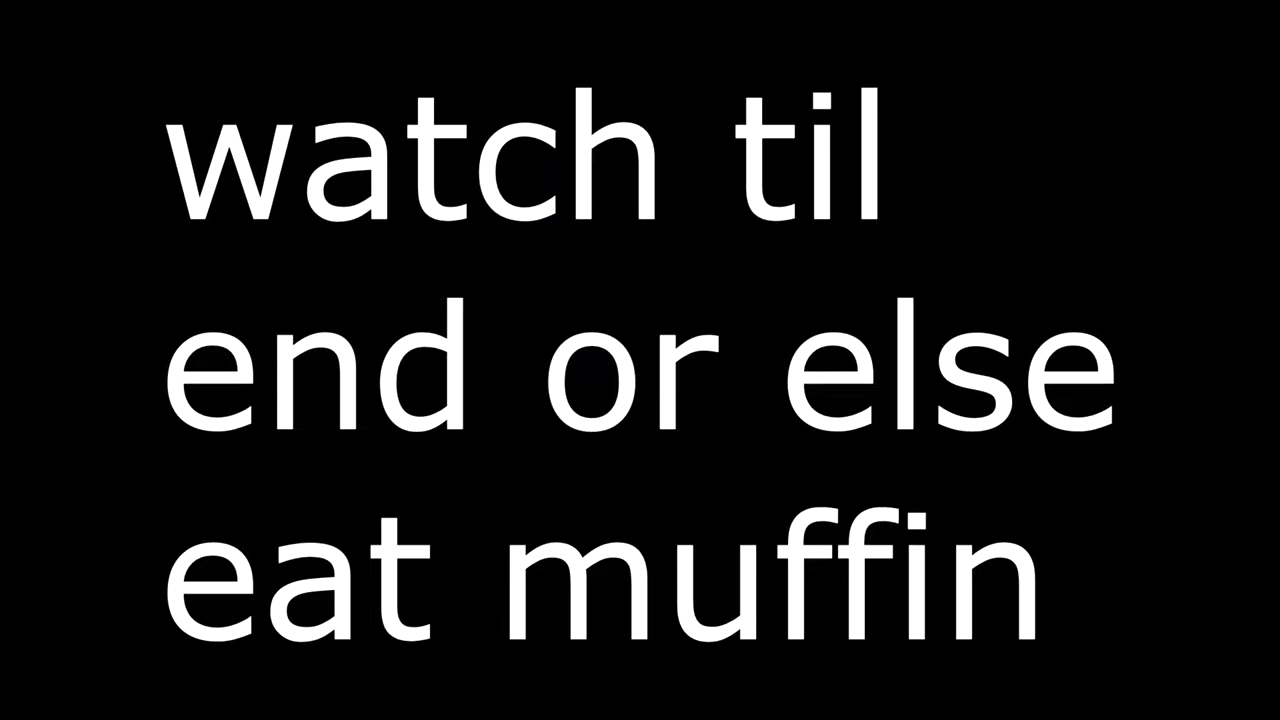 watch til
end or else
eat muffin